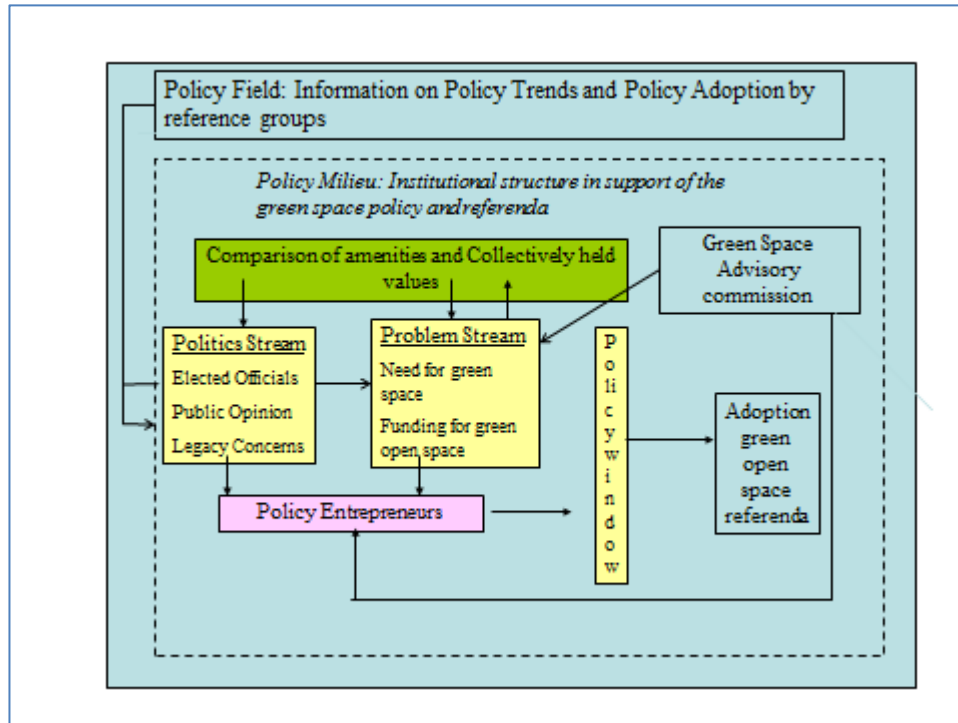 Policy Field: Information on Policy Trends and Policy Adoption by
reference groups
Policy Milieu: Institutional structure in support of the
green space policy andreferenda
Comparison of amenities and Collectively held
values
Green Space
Advisory
commission
Politics Stream
Elected Officials
Public Opinion
Legacy Concerns
Problem Stream
Need for green
space
Funding for green
open space
P
o
li
c
y
w
i
n
d
o
w
Adoption
green
open
space
referenda
Policy Entrepreneurs